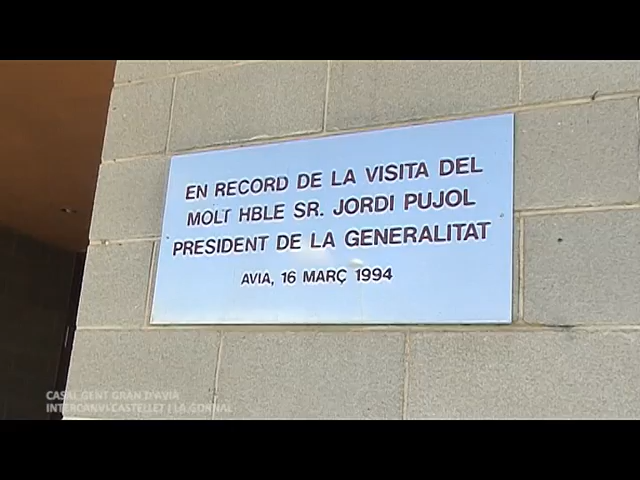 EN RECORD DE LA VISITA DEL
MOLT HBLE SR. JORDI PUJOL
PRESIDENT DE LA GENERALITAT
AVIA, 16 MARÇ 1994
CASAL GENT GRAN D'AVIA
INTERCANVI CASTELLET I LA GORNAL